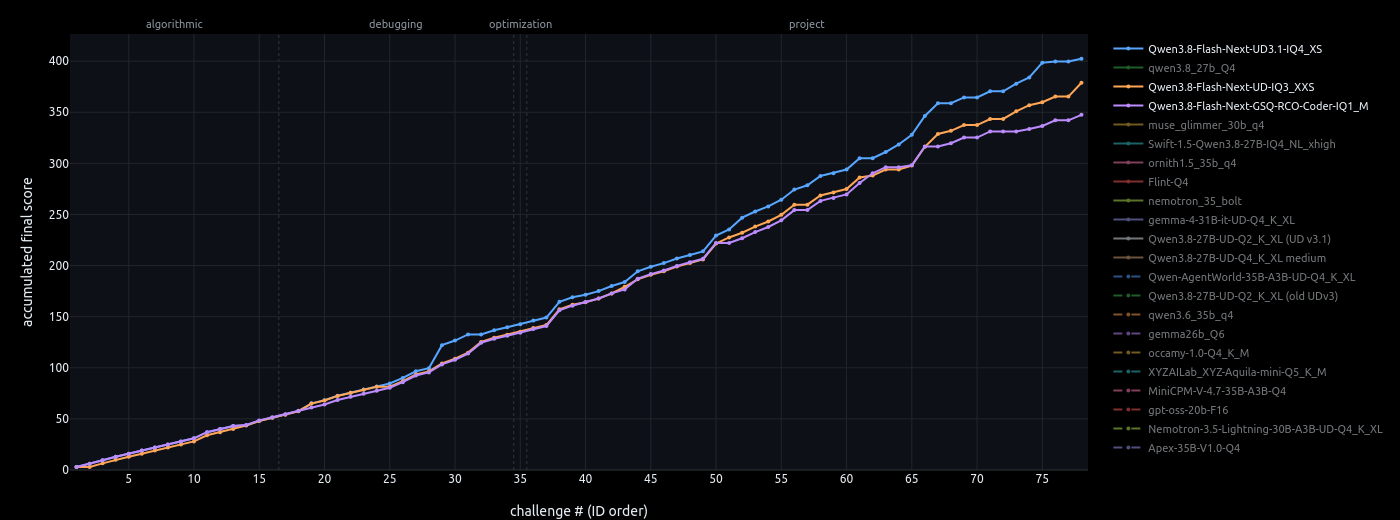 algorithmic debugging optimization project
accumulated final score
400
350
300
250
200
150
100
50
0
5 10 15 20 25 30 35 40 45 50 55 60 65 70 75
challenge # (ID order)
Qwen3.8-Flash-Next-UD3.1-IQ4_XS
qwen3.8_27b_Q4
Qwen3.8-Flash-Next-UD-IQ3_XXS
Qwen3.8-Flash-Next-GSQ-RCO-Coder-IQ1_M
muse_glimmer_30b_q4
Swift-1.5-Qwen3.8-27B-IQ4_NL_xhigh
ornith1.5_35b_q4
Flint-Q4
nemotron_35_bolt
gemma-4-31B-it-UD-Q4_K_XL
Qwen3.8-27B-UD-Q2_K_XL (UD v3.1)
Qwen3.8-27B-UD-Q4_K_XL medium
Qwen-AgentWorld-35B-A3B-UD-Q4_K_XL
Qwen3.8-27B-UD-Q2_K_XL (old UDv3)
qwen3.6_35b_q4
gemma26b_Q6
occamy-1.0-Q4_K_M
XYZAILab_XYZ-Aquila-mini-Q5_K_M
MiniCPM-V-4.7-35B-A3B-Q4
gpt-oss-20b-F16
Nemotron-3.5-Lightning-30B-A3B-UD-Q4_K_XL
Apex-35B-V1.0-Q4